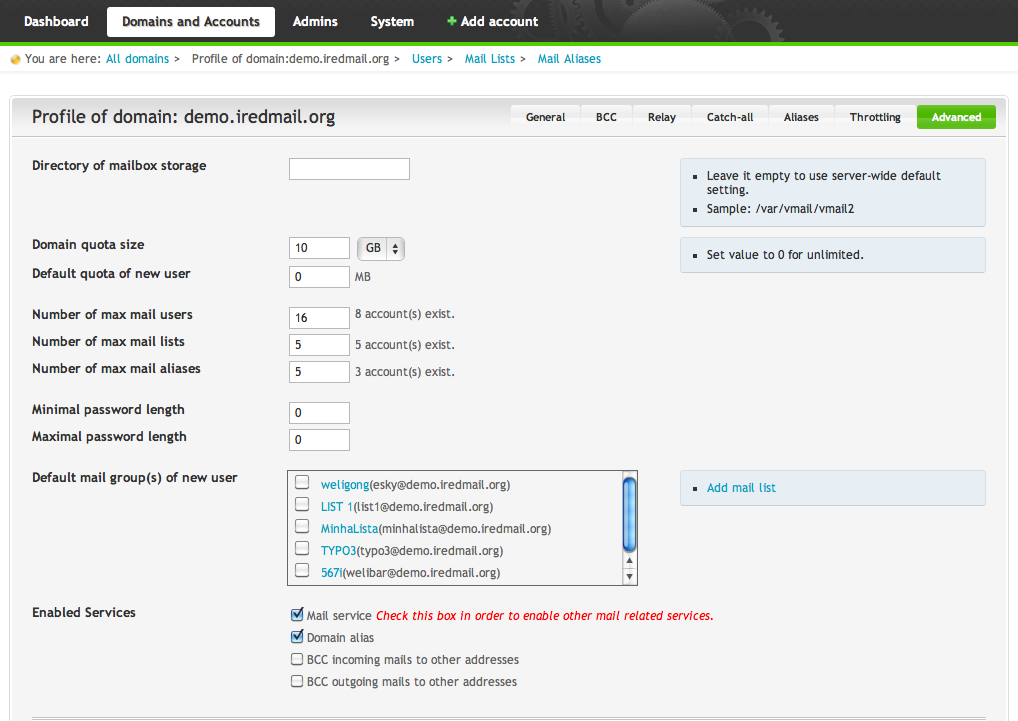 Dashboard Domains and Accounts Admins System + Add account
You are here: All domains > Profile of domain:demo.iredmail.org > Users > Mail Lists > Mail Aliases
Profile of domain: demo.iredmail.org General BCC Relay Catch-all Aliases Throttling Advanced
Directory of mailbox storage
Leave it empty to use server-wide default
setting.
Sample: /var/vmail/vmail2
Domain quota size 10 GB
Set value to 0 for unlimited.
Default quota of new user 0 MB
Number of max mail users 16 8 account(s) exist.
Number of max mail lists 5 5 account(s) exist.
Number of max mail aliases 5 3 account(s) exist.
Minimal password length 0
Maximal password length 0
Default mail group(s) of new user
weligong(esky@demo.iredmail.org)
LIST 1(list1@demo.iredmail.org)
MinhaLista(minhalista@demo.iredmail.org)
TYPO3(typo3@demo.iredmail.org)
567i(welibar@demo.iredmail.org)
Add mail list
Enabled Services
Mail service Check this box in order to enable other mail related services.
Domain alias
BCC incoming mails to other addresses
BCC outgoing mails to other addresses